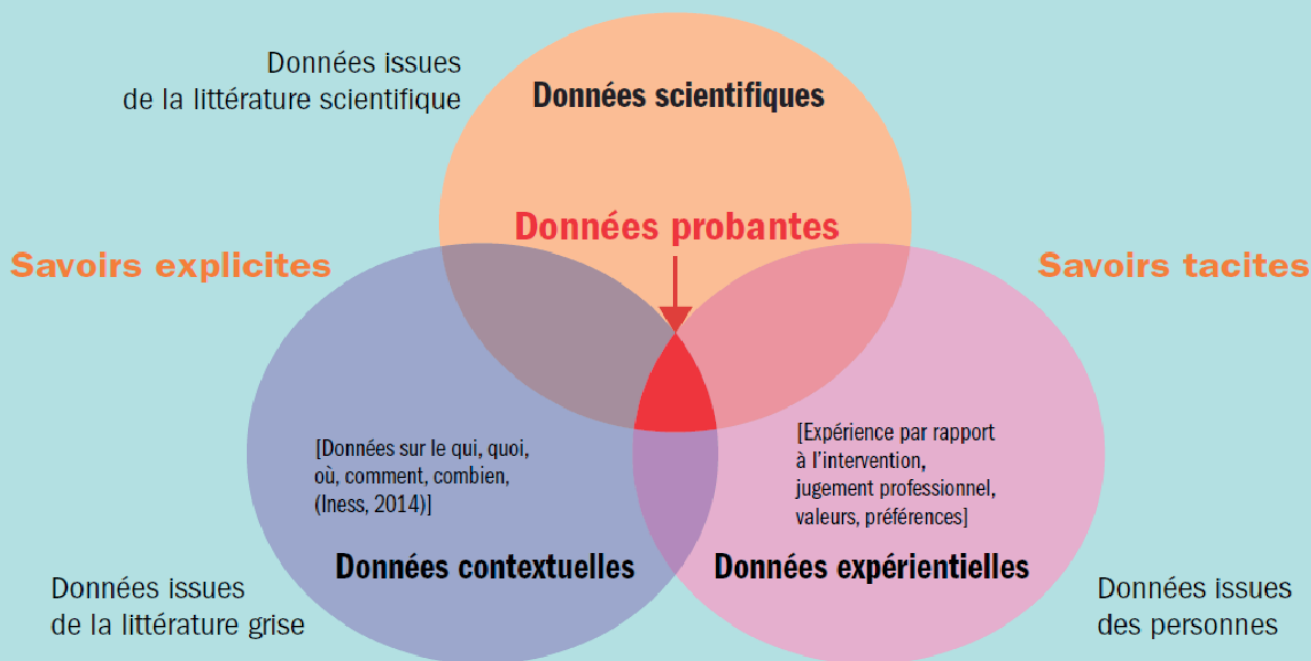 Données issues
de la littérature scientifique
Données scientifiques
Données probantes
Savoirs explicites
Savoirs tacites
[Données sur le qui, quoi,
où, comment, combien,
(Iness, 2014)]
Données contextuelles
[Expérience par rapport
à l'intervention,
jugement professionnel,
valeurs, préférences]
Données expérientielles
Données issues
de la littérature grise
Données issues
des personnes